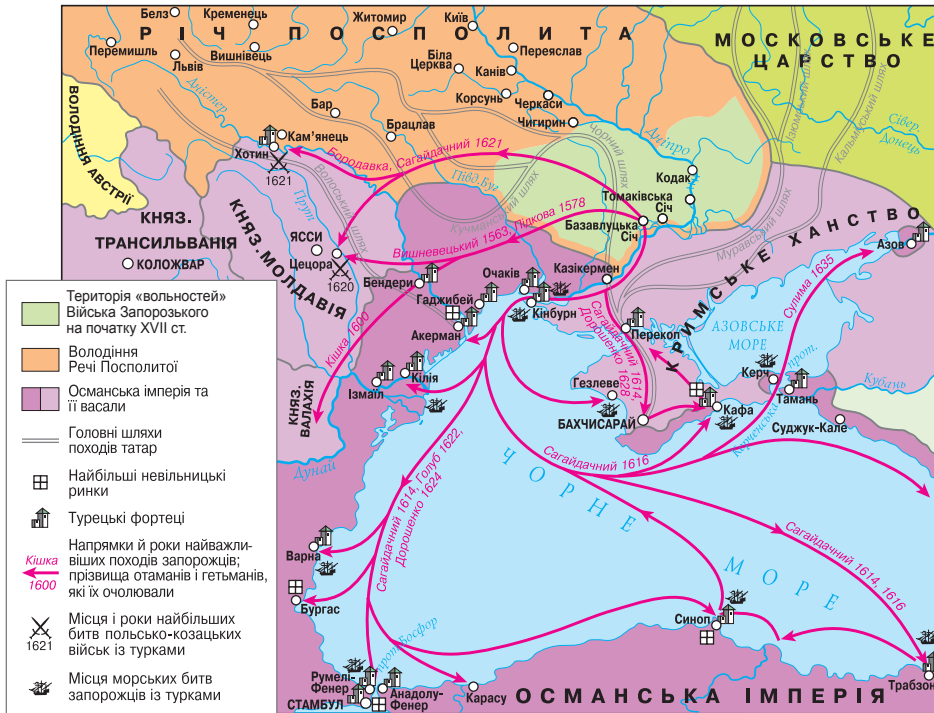 Белз
Кременець
Житомир
Київ
РІЧ ПОСПОЛИТА
Перемишль
Львів
Вишнівець
Біла
Церква
Канів
Переяслав
МОСКОВСЬКЕ
ЦАРСТВО
Корсунь
Черкаси
Чигирин
Дністер
Бар
Брацлав
Кам’янець
Хотин
1621
ВОЛОДІННЯ
АВСТРІЇ
Бородавка, Сагайдачний 1621
Півд.Буг
Чорний шлях
Дніпро
Ізюмський шлях
Кальміуський шлях
Сівер.
Донець
Кодак
Томаківська
Січ
Базавлуцька
Січ
Муравський шлях
Кучманський шлях
Волоський шлях
Прут
КНЯЗ.
ТРАНСИЛЬВАНІЯ
КОЛОЖВАР
КНЯЗ.МОЛДАВІЯ
ЯССИ
Цецора
1620
Вишневецький 1563, Підкова 1578
Казікермен
КРИМСЬКЕ ХАНСТВО
Азов
Бендери
Очаків
Гаджибей
Кінбурн
Акерман
Кішка 1600
Сагайдачний 1614,
Дорошенко 1628
Перекоп
АЗОВСЬКЕ
МОРЕ
Сулима 1635
Кілія
Ізмаїл
КНЯЗ.
ВАЛАХІЯ
Дунай
Гезлеве
БАХЧИСАРАЙ
Кафа
Керч
Керченська
прот.
Тамань
Кубань
Суджук-Кале
Сагайдачний 1616
Сагайдачний 1614, Голуб 1622,
Дорошенко 1624
ЧОРНЕ
МОРЕ
Сагайдачний 1614, 1616
Варна
Бургас
Синоп
Трабзон
прот.Босфор
Румелі-
Фенер
СТАМБУЛ
Анадолу-
Фенер
Карасу
ОСМАНСЬКА ІМПЕРІЯ
Територія «вольностей»
Війська Запорозького
на початку XVII ст.
Володіння
Речі Посполитої
Османська імперія та
її васали
Головні шляхи
походів татар
Найбільші невільницькі
ринки
Турецькі фортеці
Кішка
1600
Напрямки й роки найважли-
віших походів запорожців;
прізвища отаманів і гетьманів,
які їх очолювали
1621
Місця і роки найбільших
битв польсько-козацьких
військ із турками
Місця морських битв
запорожців із турками